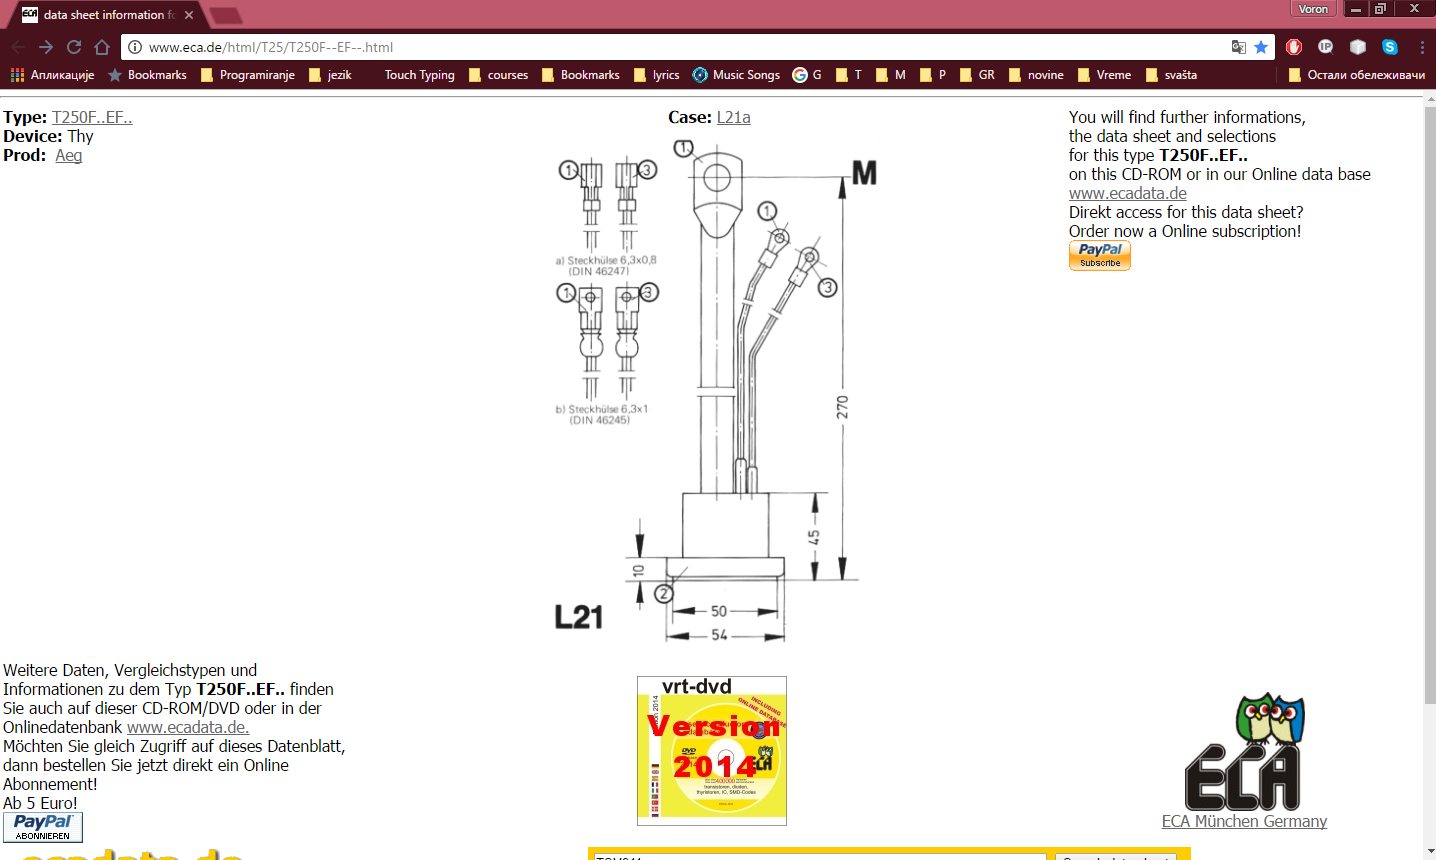 data sheet information fo
Voron
www.eca.de/html/T25/T250F--EF--.html
Апликације Bookmarks Programiranje jezik Touch Typing courses Bookmarks lyrics Music Songs G T M P GR novine Vreme svašta Остали обележивачи
Type: T250F..EF..
Device: Thy
Prod: Aeg
Case: L21a
M
1
1
3
1
3
a) Steckhülse 6,3x0,8
(DIN 46247)
1
3
b) Steckhülse 6,3x1
(DIN 46245)
270
45
10
2
50
54
L21
You will find further informations,
the data sheet and selections
for this type T250F..EF..
on this CD-ROM or in our Online data base
www.ecadata.de
Direkt access for this data sheet?
Order now a Online subscription!
PayPal
Subscribe
Weitere Daten, Vergleichstypen und
Informationen zu dem Typ T250F..EF.. finden
Sie auch auf dieser CD-ROM/DVD oder in der
Onlinedatenbank www.ecadata.de.
Möchten Sie gleich Zugriff auf dieses Datenblatt,
dann bestellen Sie jetzt direkt ein Online
Abonnement!
Ab 5 Euro!
PayPal
ABONNIEREN
vrt-dvd
INCLUDING
ONLINE DATABASE
Version
2014
DVD
ECA
transistoren, dioden,
thyristoren, IC, SMD-Codes
ECA
ECA München Germany